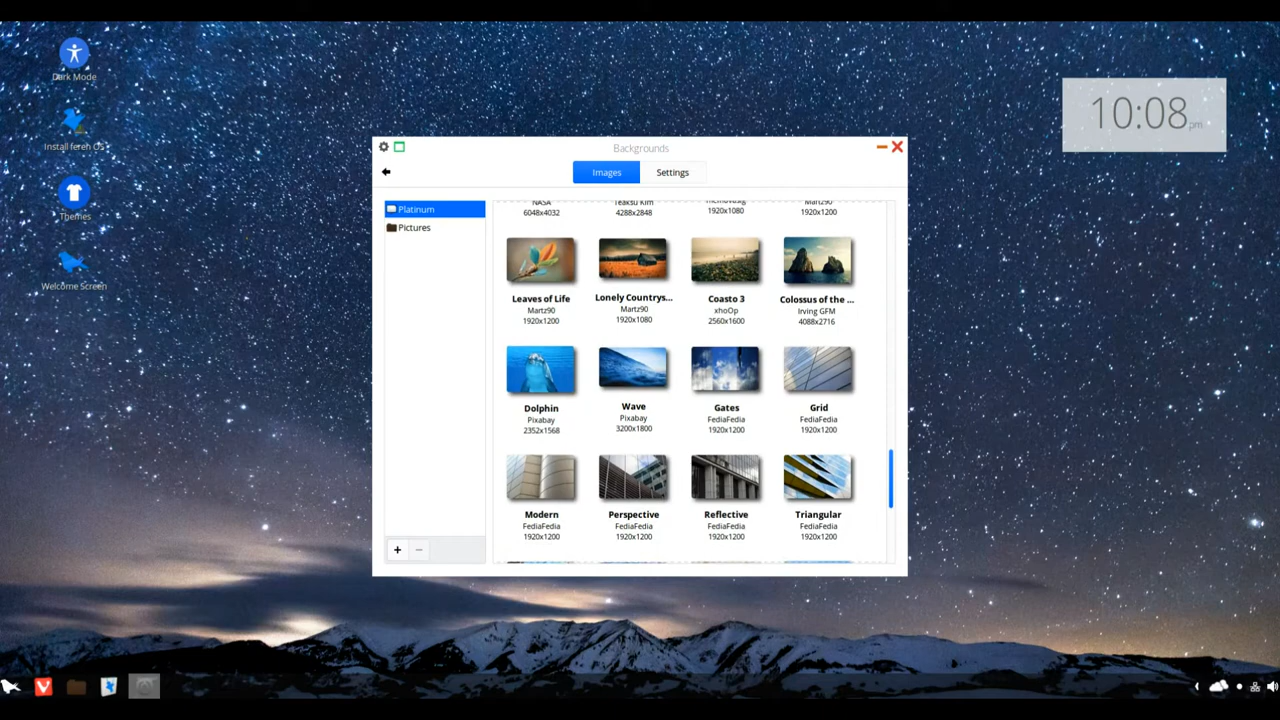 Dark Mode
Install feren OS
Themes
Welcome Screen
10:08 pm
Backgrounds
Images
Settings
Platinum
Pictures
NASA
6048x4032
Teaksu Kim
4288x2848
1920x1080
Martz90
1920x1200
Leaves of Life
Martz90
1920x1200
Lonely Countrys...
Martz90
1920x1080
Coasto 3
xhoOp
2560x1600
Colossus of the ...
Irving GFM
4088x2716
Dolphin
Pixabay
2352x1568
Wave
Pixabay
3200x1800
Gates
FediaFedia
1920x1200
Grid
FediaFedia
1920x1200
Modern
FediaFedia
1920x1200
Perspective
FediaFedia
1920x1200
Reflective
FediaFedia
1920x1200
Triangular
FediaFedia
1920x1200